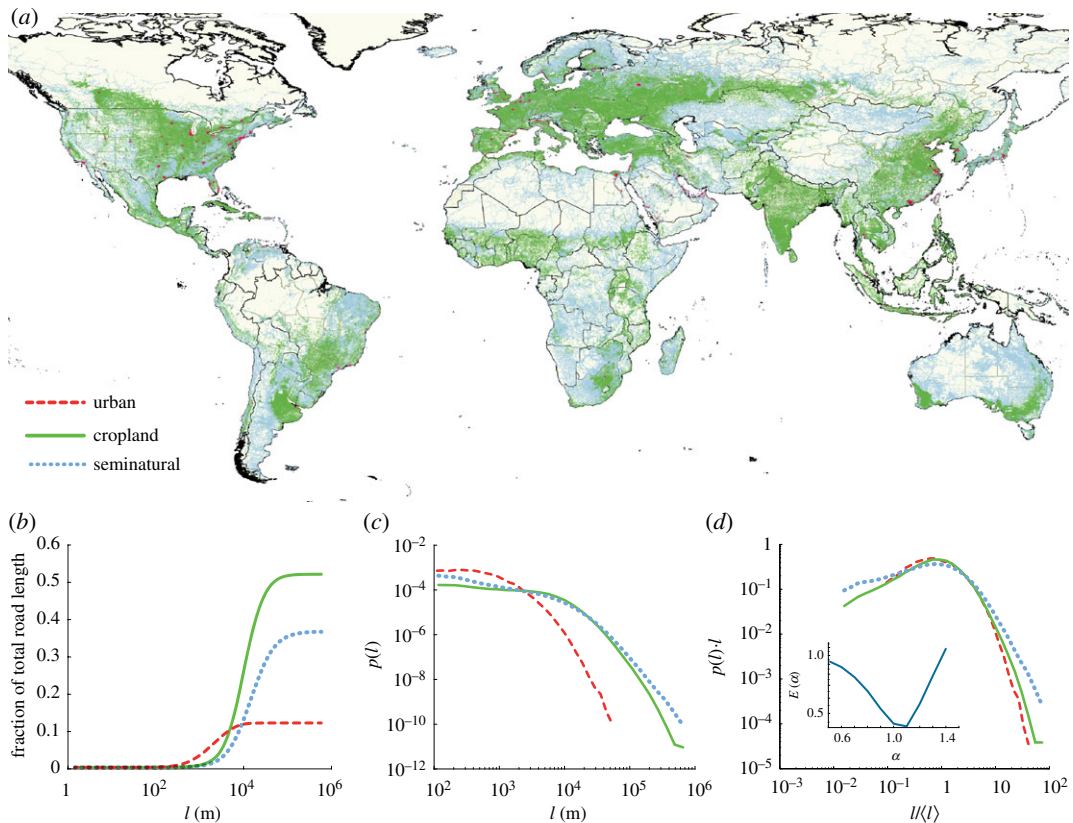 (a)
urban
cropland
seminatural
(b)
0.6
0.5
0.4
0.3
0.2
0.1
0
fraction of total road length
1
10²
10⁴
10⁶
l (m)
(c)
10⁻²
10⁻⁴
10⁻⁶
10⁻⁸
10⁻¹⁰
10⁻¹²
p(l)
10²
10³
10⁴
10⁵
10⁶
l (m)
(d)
1
10⁻¹
10⁻²
10⁻³
10⁻⁴
10⁻⁵
p(l)·l
10⁻³
10⁻²
10⁻¹
1
10
10²
l/⟨l⟩
1.0
0.5
E(α)
0.6
1.0
1.4
α